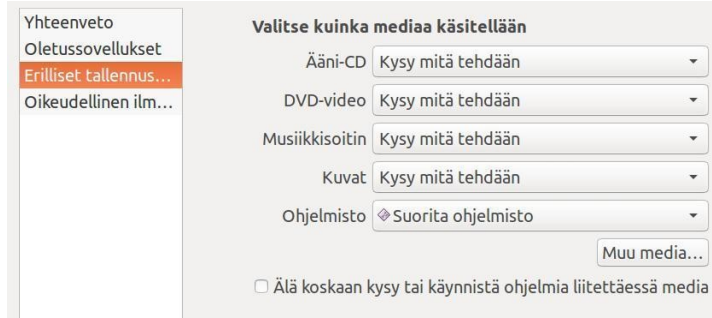 Yhteenveto
Oletussovellukset
Erilliset tallennus...
Oikeudellinen ilm...
Valitse kuinka mediaa käsitellään
Ääni-CD Kysy mitä tehdään
DVD-video Kysy mitä tehdään
Musiikkisoitin Kysy mitä tehdään
Kuvat Kysy mitä tehdään
Ohjelmisto Suorita ohjelmisto
Muu media...
Älä koskaan kysy tai käynnistä ohjelmia liitettäessä media